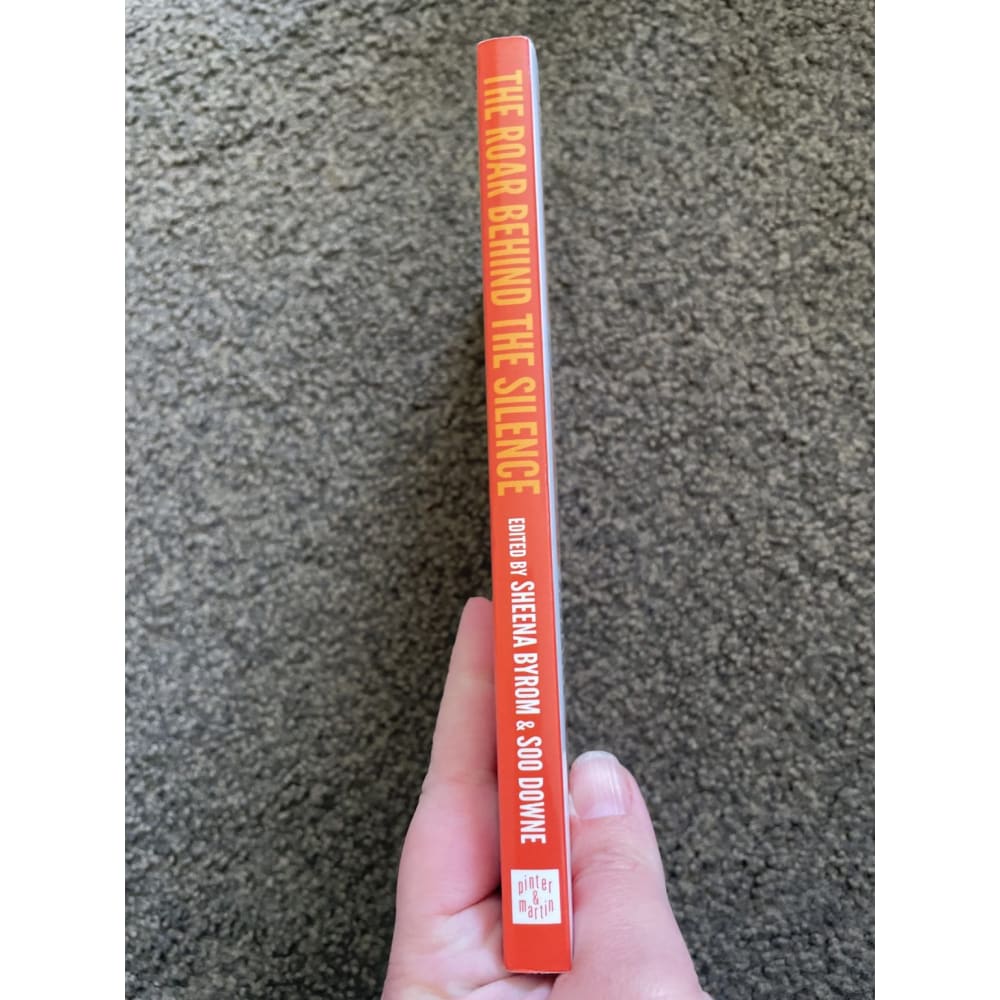 THE ROAR BEHIND THE SILENCE
EDITED BY SHEENA BYROM & SOO DOWNE
pinter
&
martin